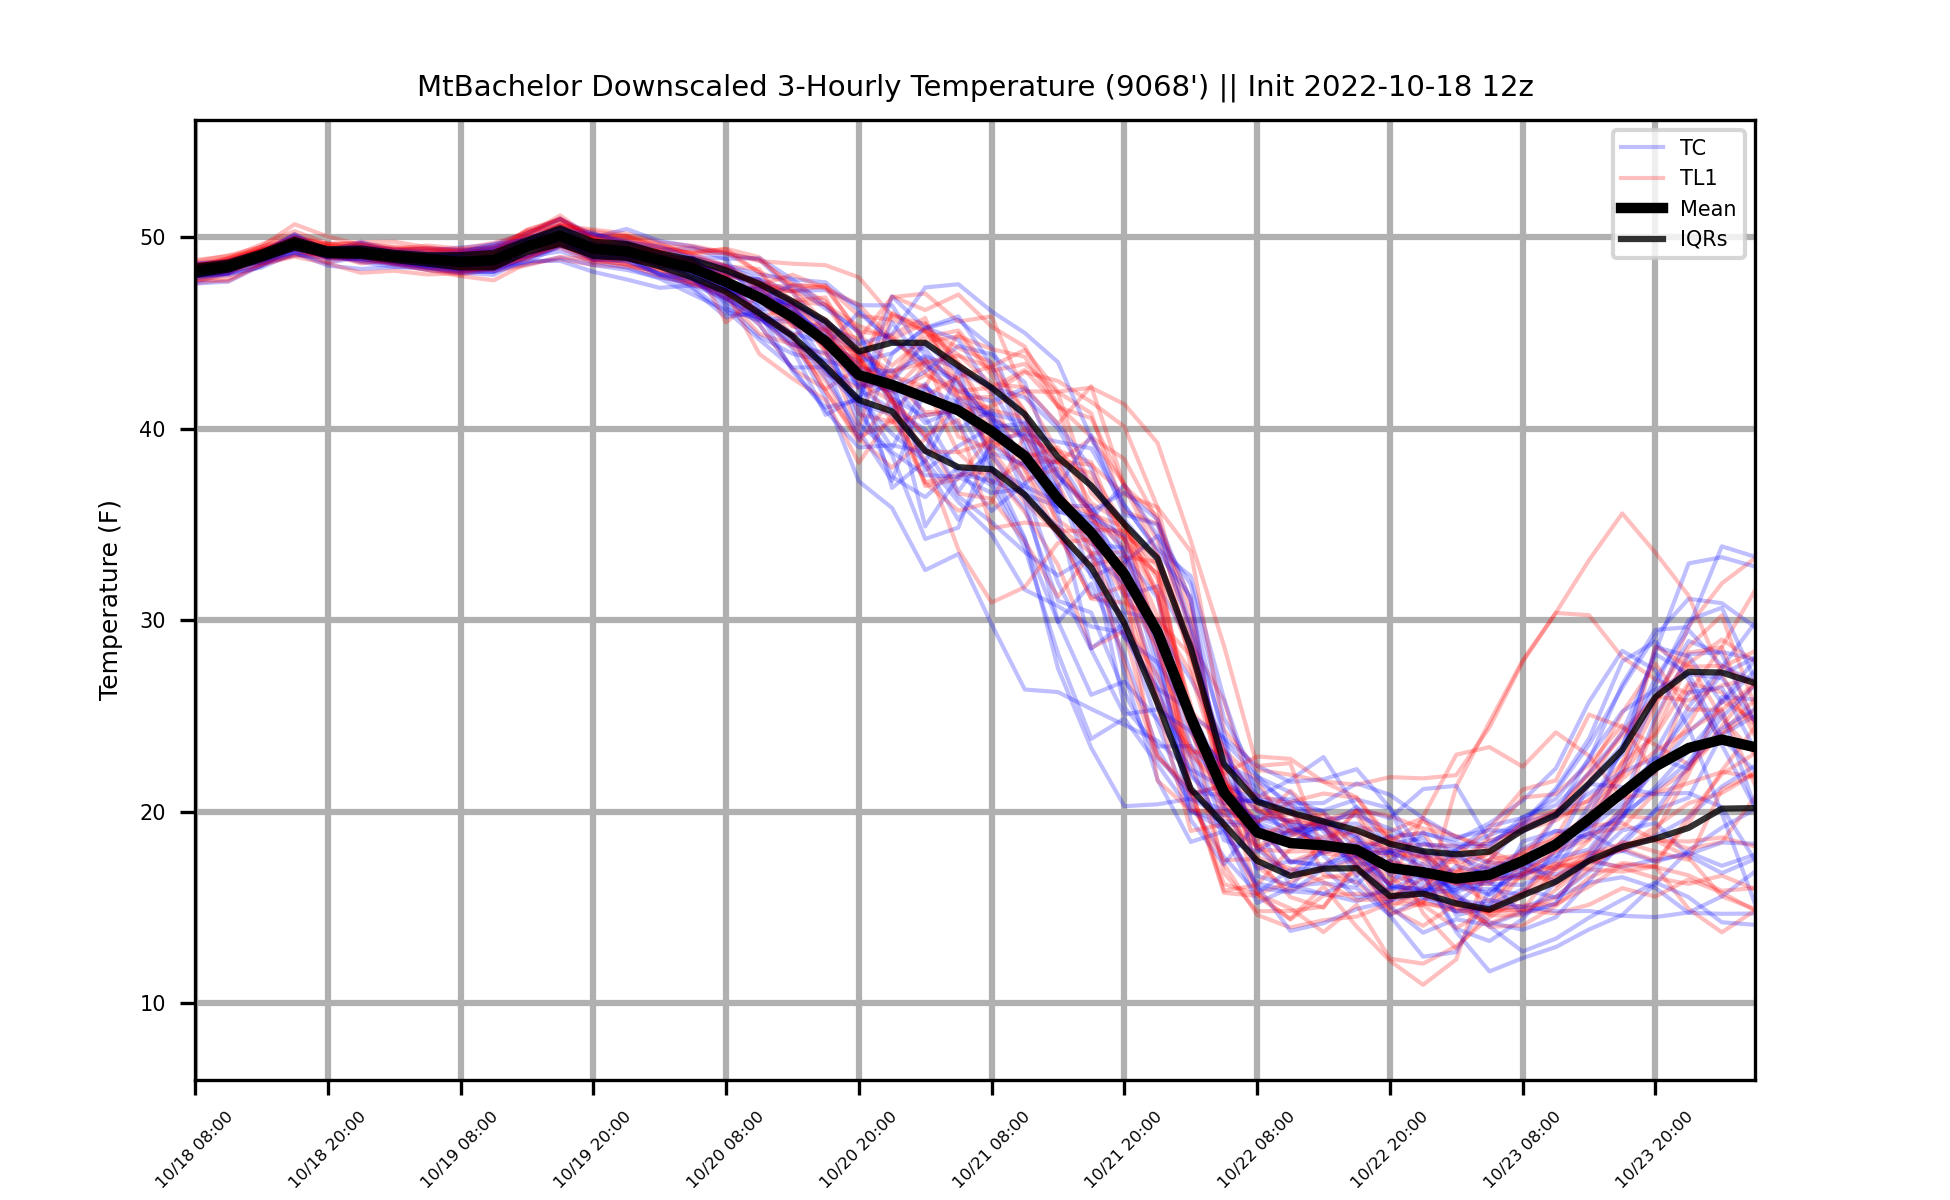 MtBachelor Downscaled 3-Hourly Temperature (9068') || Init 2022-10-18 12z
TC
TL1
Mean
IQRs
Temperature (F)
50
40
30
20
10
10/18 08:00
10/18 20:00
10/19 08:00
10/19 20:00
10/20 08:00
10/20 20:00
10/21 08:00
10/21 20:00
10/22 08:00
10/22 20:00
10/23 08:00
10/23 20:00